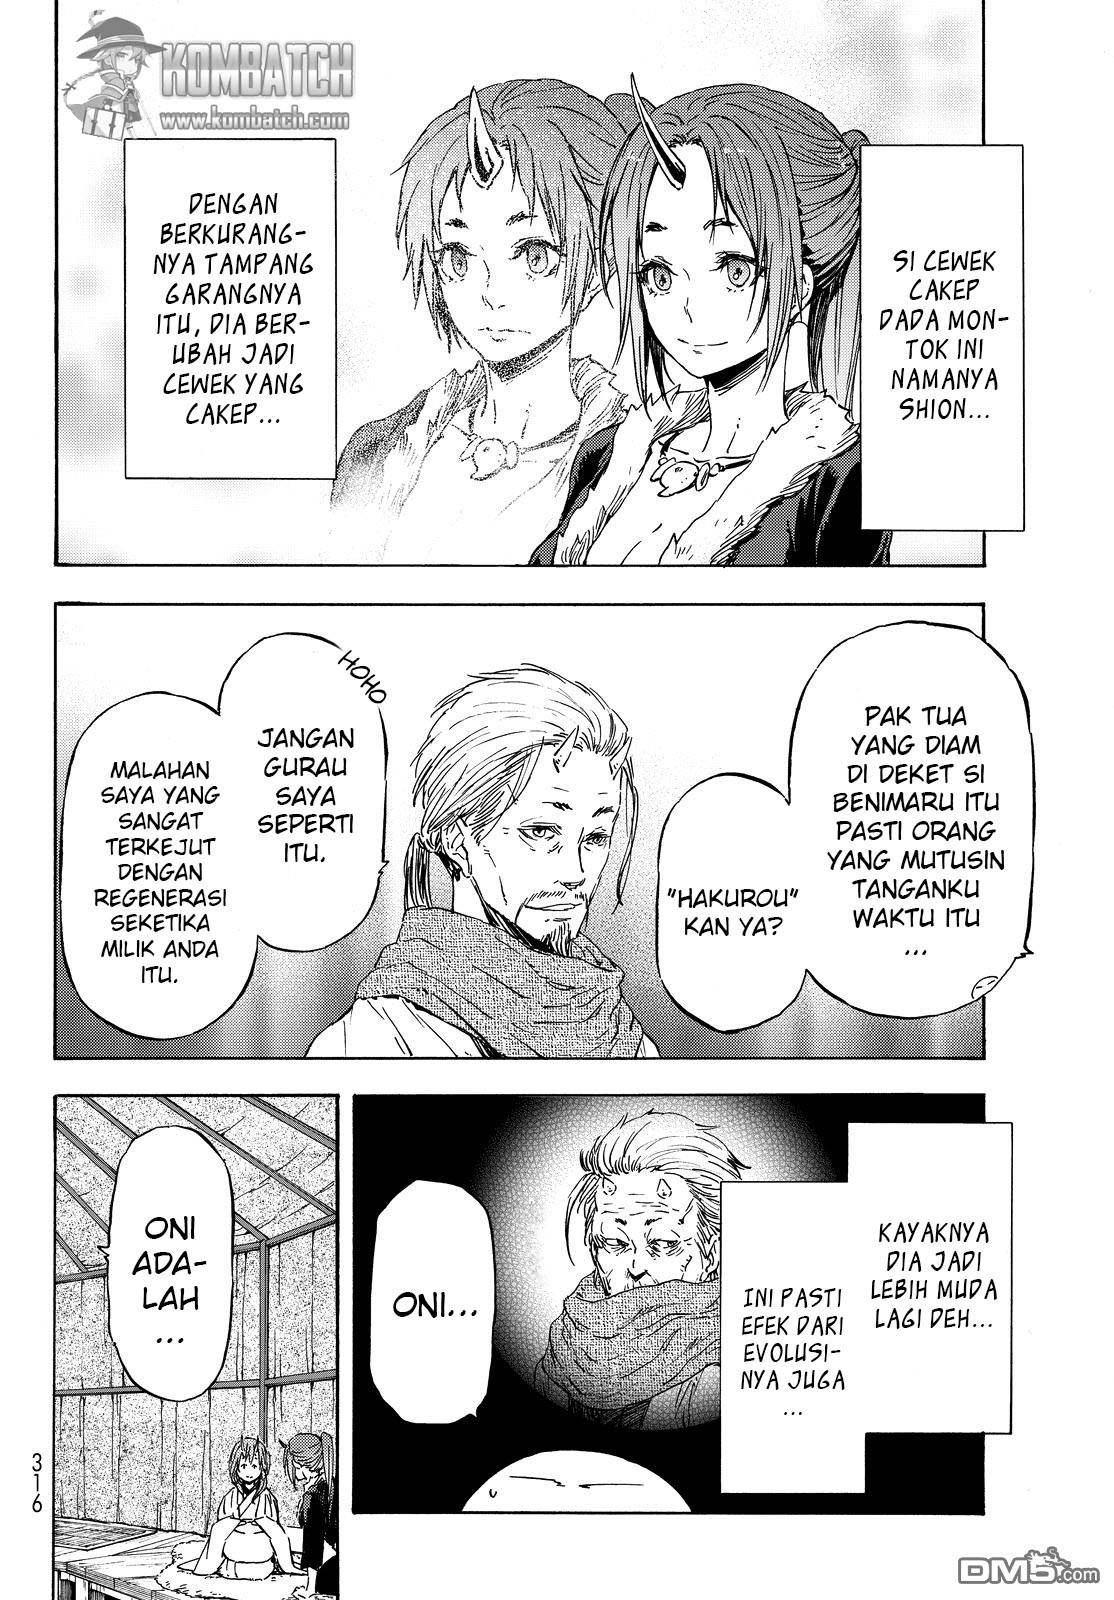 KOMBATCH
www.kombatch.com
SI CEWEK
CAKEP
DADA MON-
TOK INI
NAMANYA
SHION...
DENGAN
BERKURANG-
NYA TAMPANG
GARANGNYA
ITU, DIA BER-
UBAH JADI
CEWEK YANG
CAKEP...
PAK TUA
YANG DIAM
DI DEKET SI
BENIMARU ITU
PASTI ORANG
YANG MUTUSIN
TANGANKU
WAKTU ITU
...
"HAKUROU"
KAN YA?
HOHO
JANGAN
GURAU
SAYA
SEPERTI
ITU.
MALAHAN
SAYA YANG
SANGAT
TERKEJUT
DENGAN
REGENERASI
SEKETIKA
MILIK ANDA
ITU.
KAYAKNYA
DIA JADI
LEBIH MUDA
LAGI DEH...
INI PASTI
EFEK DARI
EVOLUSI-
NYA JUGA
...
ONI...
ONI
ADA-
LAH
...
316
DM5.com